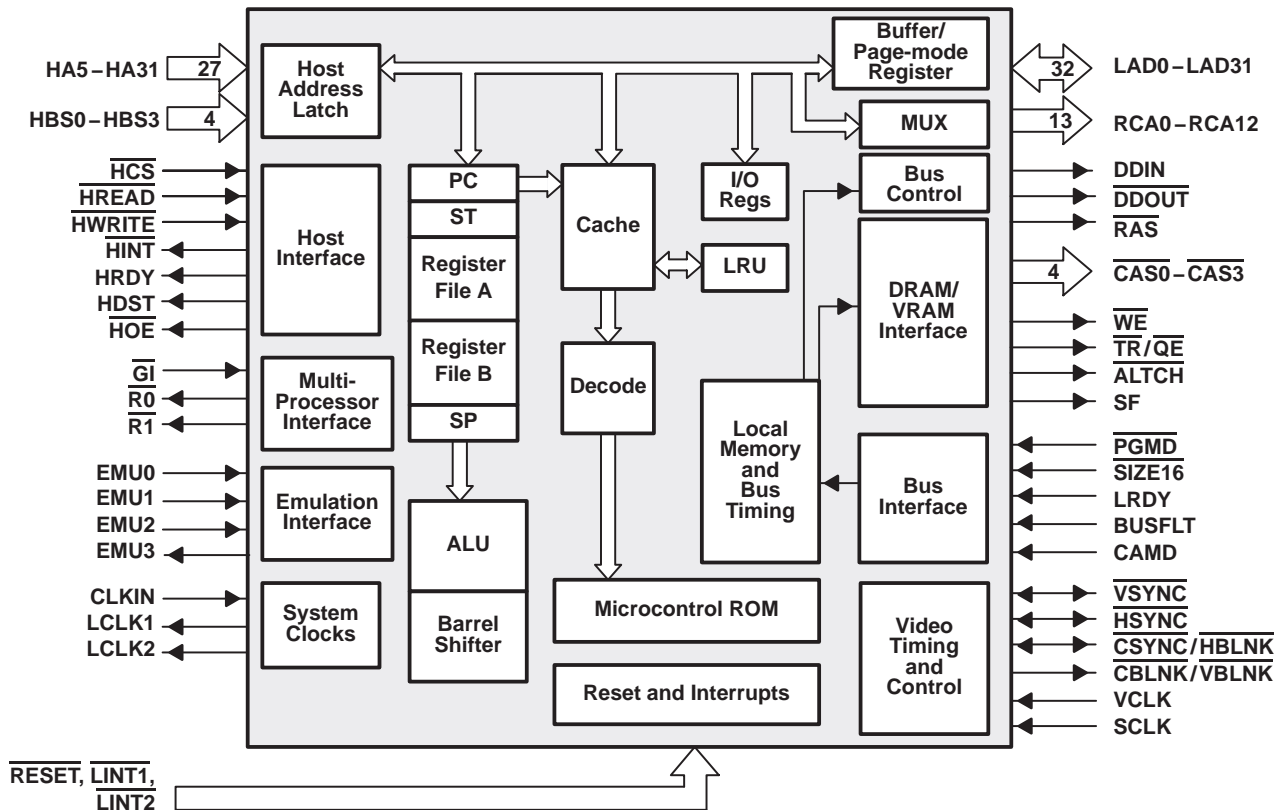 HA5–HA31
27
HBS0–HBS3
4
HCS
HREAD
HWRITE
HINT
HRDY
HDST
HOE
GI
R0
R1
EMU0
EMU1
EMU2
EMU3
CLKIN
LCLK1
LCLK2
RESET, LINT1,
LINT2
Host
Address
Latch
Host
Interface
Multi-
Processor
Interface
Emulation
Interface
System
Clocks
PC
ST
Register
File A
Register
File B
SP
ALU
Barrel
Shifter
Cache
Decode
Microcontrol ROM
Reset and Interrupts
I/O
Regs
LRU
Local
Memory
and
Bus
Timing
Buffer/
Page-mode
Register
MUX
Bus
Control
DRAM/
VRAM
Interface
Bus
Interface
Video
Timing
and
Control
32
LAD0–LAD31
13
RCA0–RCA12
DDIN
DDOUT
RAS
4
CAS0–CAS3
WE
TR/QE
ALTCH
SF
PGMD
SIZE16
LRDY
BUSFLT
CAMD
VSYNC
HSYNC
CSYNC/HBLNK
CBLNK/VBLNK
VCLK
SCLK